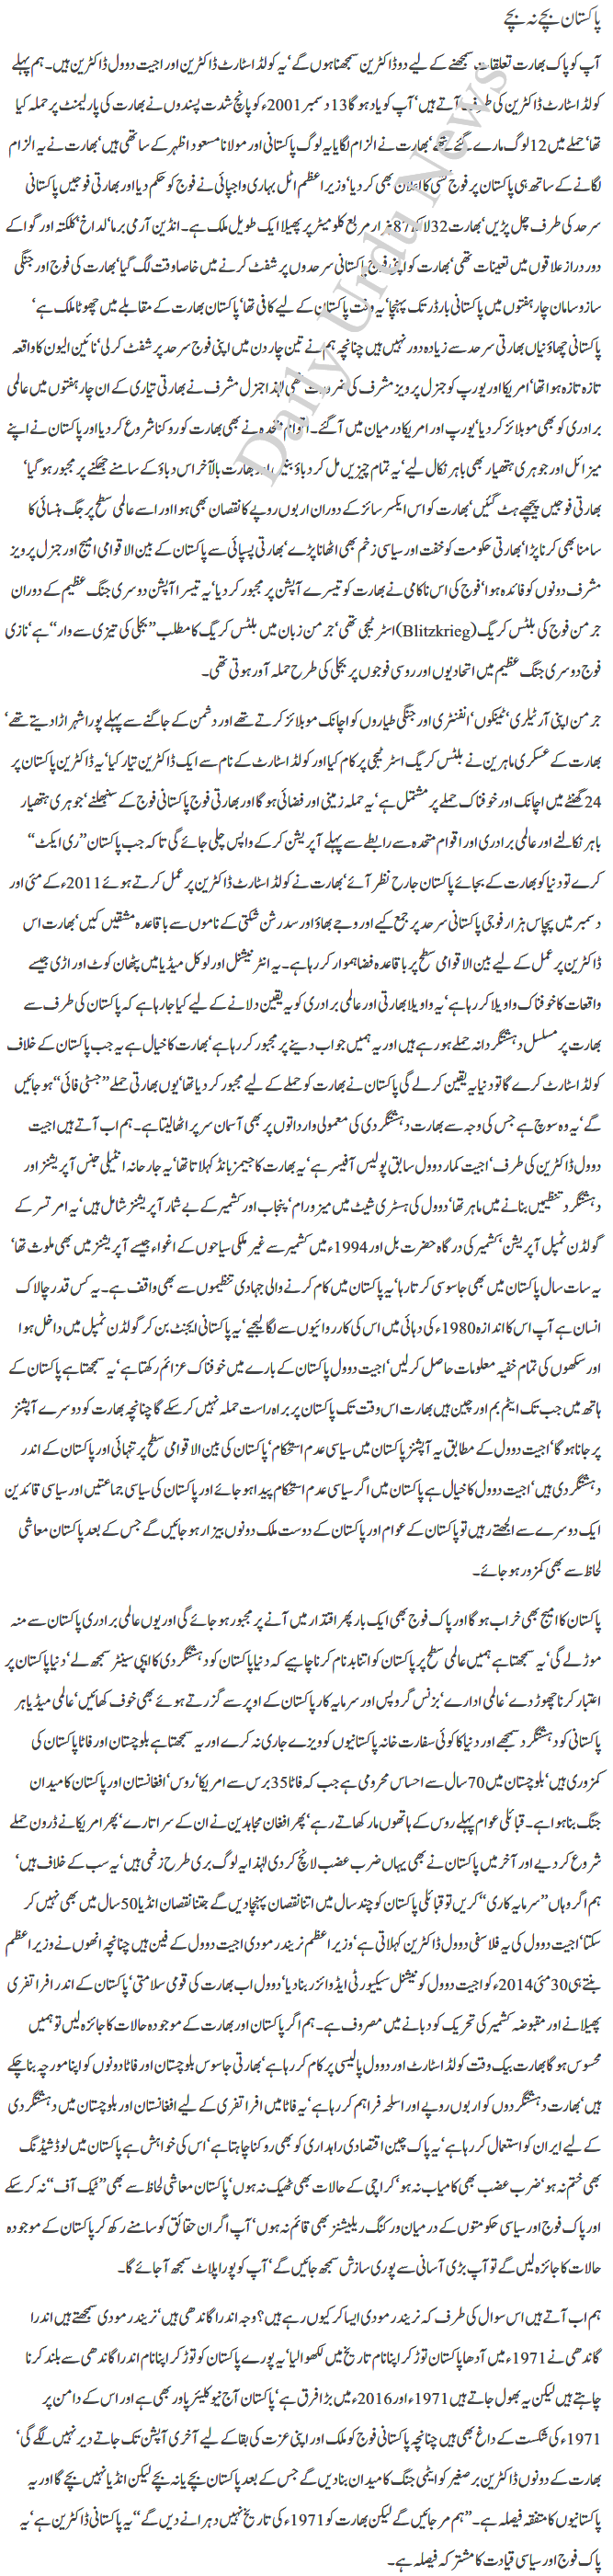 پاکستان بچے نہ بچے
آپ کو پاک بھارت تعلقات سمجھنے کے لیے دو ڈاکٹرین سمجھنا ہوں گے‘ یہ کولڈ اسٹارٹ ڈاکٹرین اور اجیت دوول ڈاکٹرین ہیں۔ ہم پہلے
کولڈ اسٹارٹ ڈاکٹرین کی طرف آتے ہیں‘ آپ کو یاد ہوگا 13 دسمبر 2001ء کو پانچ شدت پسندوں نے بھارت کی پارلیمنٹ پر حملہ کیا
تھا‘ حملے میں 12 لوگ مارے گئے تھے‘ بھارت نے الزام لگایا یہ لوگ پاکستانی اور مولانا مسعود اظہر کے ساتھی ہیں‘ بھارت نے یہ الزام
لگانے کے ساتھ ہی پاکستان پر فوج کشی کا اعلان بھی کر دیا‘ وزیراعظم اٹل بہاری واجپائی نے فوج کو حکم دیا اور بھارتی فوجیں پاکستانی
سرحد کی طرف چل پڑیں‘ بھارت 32 لاکھ 87 ہزار مربع کلو میٹر پر پھیلا ایک طویل ملک ہے۔ انڈین آرمی برما‘ لداخ‘ کلکتہ اور گوا کے
دور دراز علاقوں میں تعینات تھی‘ بھارت کو اپنی فوج پاکستانی سرحدوں پر شفٹ کرنے میں خاصا وقت لگ گیا‘ بھارت کی فوج اور جنگی
ساز و سامان چار ہفتوں میں پاکستانی بارڈر تک پہنچا‘ یہ وقت پاکستان کے لیے کافی تھا‘ پاکستان بھارت کے مقابلے میں چھوٹا ملک ہے‘
پاکستانی چھاؤنیاں بھارتی سرحد سے زیادہ دور نہیں ہیں چنانچہ ہم نے تین چار دن میں اپنی فوج سرحد پر شفٹ کر لی‘ نائین الیون کا واقعہ
تازہ تازہ ہوا تھا‘ امریکا اور یورپ کو جنرل پرویز مشرف کی ضرورت تھی لہٰذا جنرل مشرف نے بھارتی تیاری کے ان چار ہفتوں میں عالمی
برادری کو بھی موبلائز کر دیا‘ یورپ اور امریکا درمیان میں آ گئے۔ اقوام متحدہ نے بھی بھارت کو روکنا شروع کر دیا اور پاکستان نے اپنے
میزائل اور جوہری ہتھیار بھی باہر نکال لیے‘ یہ تمام چیزیں مل کر دباؤ بنیں اور بھارت بالآخر اس دباؤ کے سامنے جھکنے پر مجبور ہو گیا‘
بھارتی فوجیں پیچھے ہٹ گئیں‘ بھارت کو اس ایکسرسائز کے دوران اربوں روپے کا نقصان بھی ہوا اور اسے عالمی سطح پر جگ ہنسائی کا
سامنا بھی کرنا پڑا‘ بھارتی حکومت کو خفت اور سیاسی زخم بھی اٹھانا پڑے‘ بھارتی پسپائی سے پاکستان کے بین الاقوامی امیج اور جنرل پرویز
مشرف دونوں کو فائدہ ہوا‘ فوج کی اس ناکامی نے بھارت کو تیسرے آپشن پر مجبور کر دیا‘ یہ تیسرا آپشن دوسری جنگ عظیم کے دوران
جرمن فوج کی بلٹس کریگ (Blitzkrieg) اسٹرٹیجی تھی‘ جرمن زبان میں بلٹس کریگ کا مطلب ’’بجلی کی تیزی سے وار‘‘ ہے‘ نازی
فوج دوسری جنگ عظیم میں اتحادیوں اور روسی فوجوں پر بجلی کی طرح حملہ آور ہوتی تھی۔
جرمن اپنی آرٹلری‘ ٹینکوں‘ انفنٹری اور جنگی طیاروں کو اچانک موبلائز کرتے تھے اور دشمن کے جاگنے سے پہلے پورا شہر اڑا دیتے تھے‘
بھارت کے عسکری ماہرین نے بلٹس کریگ اسٹرٹیجی پر کام کیا اور کولڈ اسٹارٹ کے نام سے ایک ڈاکٹرین تیار کیا‘ یہ ڈاکٹرین پاکستان پر
24 گھنٹے میں اچانک اور خوفناک حملے پر مشتمل ہے‘ یہ حملہ زمینی اور فضائی ہوگا اور بھارتی فوج پاکستانی فوج کے سنبھلنے‘ جوہری ہتھیار
باہر نکالنے اور عالمی برادری اور اقوام متحدہ سے رابطے سے پہلے آپریشن کر کے واپس چلی جائے گی تاکہ جب پاکستان ’’ری ایکٹ‘‘
کرے تو دنیا کو بھارت کے بجائے پاکستان جارح نظر آئے‘ بھارت نے کولڈ اسٹارٹ ڈاکٹرین پر عمل کرتے ہوئے 2011ء کے مئی اور
دسمبر میں پچاس ہزار فوجی پاکستانی سرحد پر جمع کیے اور وجے بھاؤ اور سدرشن شکتی کے ناموں سے باقاعدہ مشقیں کیں‘ بھارت اس
ڈاکٹرین پر عمل کے لیے بین الاقوامی سطح پر باقاعدہ فضا ہموار کر رہا ہے۔ یہ انٹرنیشنل اور لوکل میڈیا میں پٹھان کوٹ اور اڑی جیسے
واقعات کا خوفناک واویلا کر رہا ہے‘ یہ واویلا بھارتی اور عالمی برادری کو یہ یقین دلانے کے لیے کیا جا رہا ہے کہ پاکستان کی طرف سے
بھارت پر مسلسل دہشتگردانہ حملے ہو رہے ہیں اور یہ ہمیں جواب دینے پر مجبور کر رہا ہے‘ بھارت کا خیال ہے یہ جب پاکستان کے خلاف
کولڈ اسٹارٹ کرے گا تو دنیا یہ یقین کر لے گی پاکستان نے بھارت کو حملے کے لیے مجبور کر دیا تھا‘ یوں بھارتی حملے ’’جسٹی فائی‘‘ ہو جائیں
گے‘ یہ وہ سوچ ہے جس کی وجہ سے بھارت دہشتگردی کی معمولی وارداتوں پر بھی آسمان سر پر اٹھا لیتا ہے۔ ہم اب آتے ہیں اجیت
دوول ڈاکٹرین کی طرف‘ اجیت کمار دوول سابق پولیس آفیسر ہے‘ یہ بھارت کا جیمز بانڈ کہلاتا تھا‘ یہ جارحانہ انٹیلی جنس آپریشنز اور
دہشتگرد تنظیمیں بنانے میں ماہر تھا‘ دوول کی ہسٹری شیٹ میں میزورام‘ پنجاب اور کشمیر کے بے شمار آپریشنز شامل ہیں‘ یہ امرتسر کے
گولڈن ٹمپل آپریشن‘ کشمیر کی درگاہ حضرت بل اور 1994ء میں کشمیر سے غیر ملکی سیاحوں کے اغواء جیسے آپریشنز میں بھی ملوث تھا‘
یہ سات سال پاکستان میں بھی جاسوسی کرتا رہا‘ یہ پاکستان میں کام کرنے والی جہادی تنظیموں سے بھی واقف ہے۔ یہ کس قدر چالاک
انسان ہے آپ اس کا اندازہ 1980ء کی دہائی میں اس کی کارروائیوں سے لگا لیجیے‘ یہ پاکستانی ایجنٹ بن کر گولڈن ٹمپل میں داخل ہوا
اور سکھوں کی تمام خفیہ معلومات حاصل کر لیں‘ اجیت دوول پاکستان کے بارے میں خوفناک عزائم رکھتا ہے‘ یہ سمجھتا ہے پاکستان کے
ہاتھ میں جب تک ایٹم بم اور چین ہیں بھارت اس وقت تک پاکستان پر براہ راست حملہ نہیں کر سکے گا چنانچہ بھارت کو دوسرے آپشنز
پر جانا ہوگا‘ اجیت دوول کے مطابق یہ آپشنز پاکستان میں سیاسی عدم استحکام‘ پاکستان کی بین الاقوامی سطح پر تنہائی اور پاکستان کے اندر
دہشتگردی ہیں‘ اجیت دوول کا خیال ہے پاکستان میں اگر سیاسی عدم استحکام پیدا ہو جائے اور پاکستان کی سیاسی جماعتیں اور سیاسی قائدین
ایک دوسرے سے الجھتے رہیں تو پاکستان کے عوام اور پاکستان کے دوست ملک دونوں بیزار ہو جائیں گے جس کے بعد پاکستان معاشی
لحاظ سے بھی کمزور ہو جائے۔
پاکستان کا امیج بھی خراب ہوگا اور پاک فوج بھی ایک بار پھر اقتدار میں آنے پر مجبور ہو جائے گی اور یوں عالمی برادری پاکستان سے منہ
موڑ لے گی‘ یہ سمجھتا ہے ہمیں عالمی سطح پر پاکستان کو اتنا بدنام کرنا چاہیے کہ دنیا پاکستان کو دہشتگردی کا اپی سینٹر سمجھ لے‘ دنیا پاکستان پر
اعتبار کرنا چھوڑ دے‘ عالمی ادارے‘ بزنس گروپس اور سرمایہ کار پاکستان کے اوپر سے گزرتے ہوئے بھی خوف کھائیں‘ عالمی میڈیا ہر
پاکستانی کو دہشتگرد سمجھے اور دنیا کا کوئی سفارت خانہ پاکستانیوں کو ویزے جاری نہ کرے اور یہ سمجھتا ہے بلوچستان اور فاٹا پاکستان کی
کمزوری ہیں‘ بلوچستان میں 70 سال سے احساس محرومی ہے جب کہ فاٹا 35 برس سے امریکا‘ روس‘ افغانستان اور پاکستان کا میدان
جنگ بنا ہوا ہے۔ قبائلی عوام پہلے روس کے ہاتھوں مار کھاتے رہے‘ پھر افغان مجاہدین نے ان کے سر اتارے‘ پھر امریکا نے ڈرون حملے
شروع کر دیے اور آخر میں پاکستان نے بھی یہاں ضرب عضب لانچ کر دی لہٰذا یہ لوگ بری طرح زخمی ہیں‘ یہ سب کے خلاف ہیں‘
ہم اگر وہاں ’’سرمایہ کاری‘‘ کریں تو قبائلی پاکستان کو چند سال میں اتنا نقصان پہنچا دیں گے جتنا نقصان انڈیا 50 سال میں بھی نہیں کر
سکتا‘ اجیت دوول کی یہ فلاسفی دوول ڈاکٹرین کہلاتی ہے‘ وزیراعظم نریندر مودی اجیت دوول کے فین ہیں چنانچہ انھوں نے وزیراعظم
بنتے ہی 30 مئی 2014ء کو اجیت دوول کو نیشنل سیکیورٹی ایڈوائزر بنا دیا‘ دوول اب بھارت کی قومی سلامتی‘ پاکستان کے اندر افراتفری
پھیلانے اور مقبوضہ کشمیر کی تحریک کو دبانے میں مصروف ہے۔ ہم اگر پاکستان اور بھارت کے موجودہ حالات کا جائزہ لیں تو ہمیں
محسوس ہوگا بھارت بیک وقت کولڈ اسٹارٹ اور دوول پالیسی پر کام کر رہا ہے‘ بھارتی جاسوس بلوچستان اور فاٹا دونوں کو اپنا مورچہ بنا چکے
ہیں‘ بھارت دہشتگردوں کو اربوں روپے اور اسلحہ فراہم کر رہا ہے‘ یہ فاٹا میں افراتفری کے لیے افغانستان اور بلوچستان میں دہشتگردی
کے لیے ایران کو استعمال کر رہا ہے‘ یہ پاک چین اقتصادی راہداری کو بھی روکنا چاہتا ہے‘ اس کی خواہش ہے پاکستان میں لوڈ شیڈنگ
بھی ختم نہ ہو‘ ضرب عضب بھی کامیاب نہ ہو‘ کراچی کے حالات بھی ٹھیک نہ ہوں‘ پاکستان معاشی لحاظ سے بھی ’’ٹیک آف‘‘ نہ کر سکے
اور پاک فوج اور سیاسی حکومتوں کے درمیان ورکنگ ریلیشنز بھی قائم نہ ہوں‘ آپ اگر ان حقائق کو سامنے رکھ کر پاکستان کے موجودہ
حالات کا جائزہ لیں گے تو آپ بڑی آسانی سے پوری سازش سمجھ جائیں گے‘ آپ کو پورا پلاٹ سمجھ آ جائے گا۔
ہم اب آتے ہیں اس سوال کی طرف کہ نریندر مودی ایسا کر کیوں رہے ہیں؟ وجہ اندرا گاندھی ہیں‘ نریندر مودی سمجھتے ہیں اندرا
گاندھی نے 1971ء میں آدھا پاکستان توڑ کر اپنا نام تاریخ میں لکھوا لیا‘ یہ پورے پاکستان کو توڑ کر اپنا نام اندرا گاندھی سے بلند کرنا
چاہتے ہیں لیکن یہ بھول جاتے ہیں 1971ء اور 2016ء میں بڑا فرق ہے‘ پاکستان آج نیوکلیئر پاور بھی ہے اور اس کے دامن پر
1971ء کی شکست کے داغ بھی ہیں چنانچہ پاکستانی فوج کو ملک اور اپنی عزت کی بقا کے لیے آخری آپشن تک جاتے دیر نہیں لگے گی‘
بھارت کے دونوں ڈاکٹرین برصغیر کو ایٹمی جنگ کا میدان بنا دیں گے جس کے بعد پاکستان بچے یا نہ بچے لیکن انڈیا نہیں بچے گا اور یہ
پاکستانیوں کا متفقہ فیصلہ ہے۔ ’’ہم مر جائیں گے لیکن بھارت کو 1971ء کی تاریخ نہیں دہرانے دیں گے‘‘ یہ پاکستانی ڈاکٹرین ہے‘ یہ
پاک فوج اور سیاسی قیادت کا مشترکہ فیصلہ ہے۔
Daily Urdu News